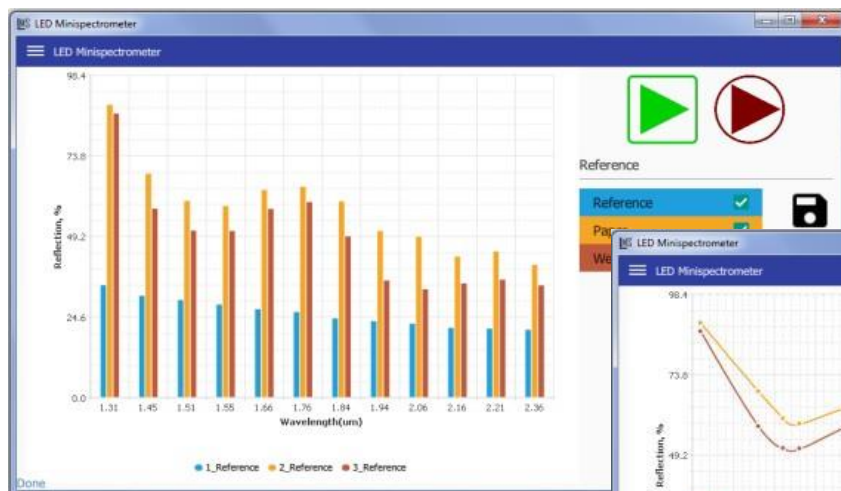 LED Minispectrometer
LED Minispectrometer
98.4
73.8
49.2
24.6
0.0
Reflection, %
1.31 1.45 1.51 1.55 1.66 1.76 1.84 1.94 2.06 2.16 2.21 2.36
Wavelength(um)
1_Reference 2_Reference 3_Reference
Done
Reference
Reference
Pape
We
LED Minispectrometer
LED Minispectrometer
98.4
73.8
49.2
Reflection, %